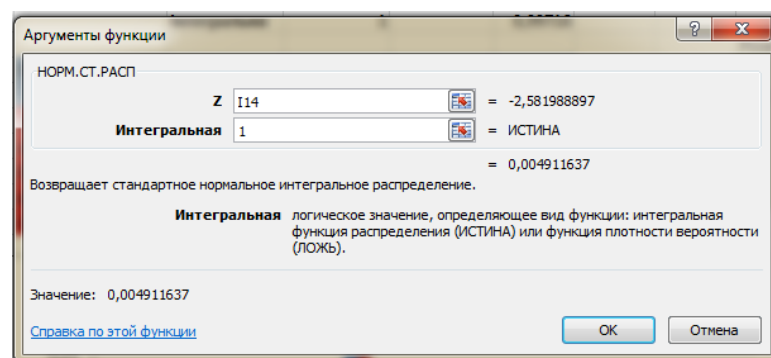 Аргументы функции
НОРМ.СТ.РАСП
Z I14 = -2,581988897
Интегральная 1 = ИСТИНА
= 0,004911637
Возвращает стандартное нормальное интегральное распределение.
Интегральная логическое значение, определяющее вид функции: интегральная
функция распределения (ИСТИНА) или функция плотности вероятности
(ЛОЖЬ).
Значение: 0,004911637
Справка по этой функции OK Отмена